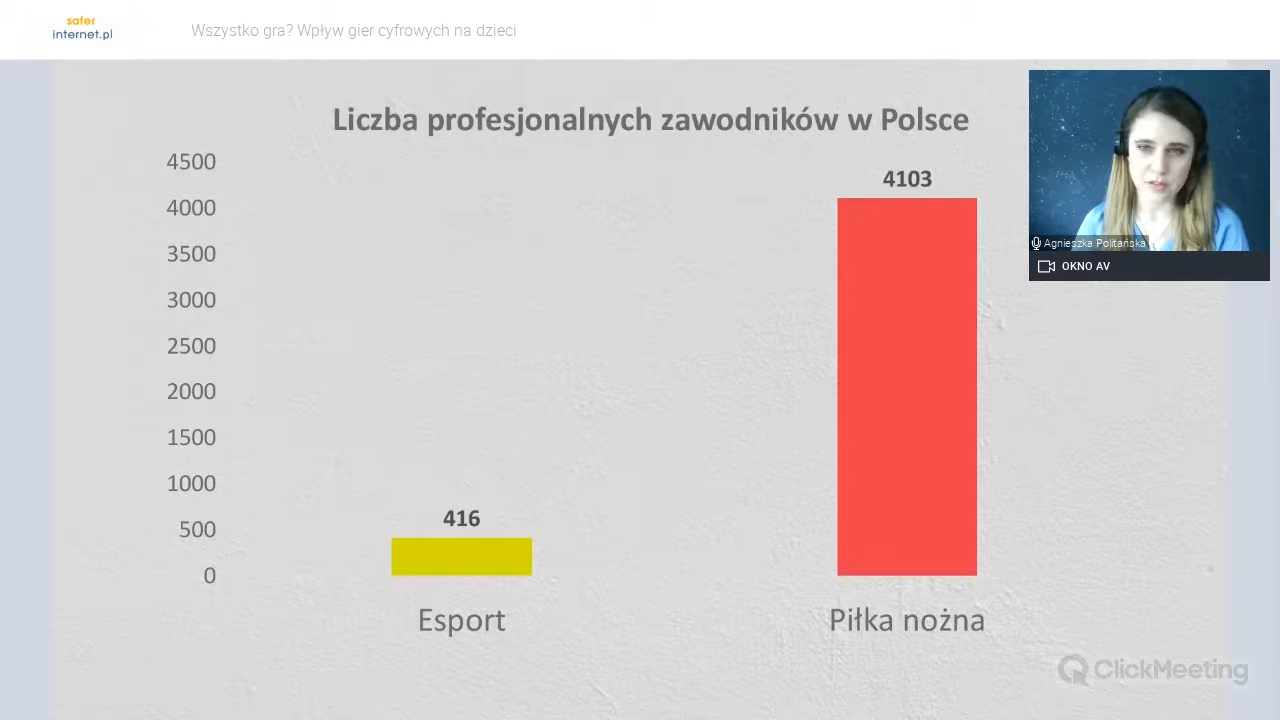 safer
internet.pl
Wszystko gra? Wpływ gier cyfrowych na dzieci
Liczba profesjonalnych zawodników w Polsce
4500
4000
3500
3000
2500
2000
1500
1000
500
0
416
4103
Esport
Piłka nożna
Agnieszka Politańska
OKNO AV
ClickMeeting